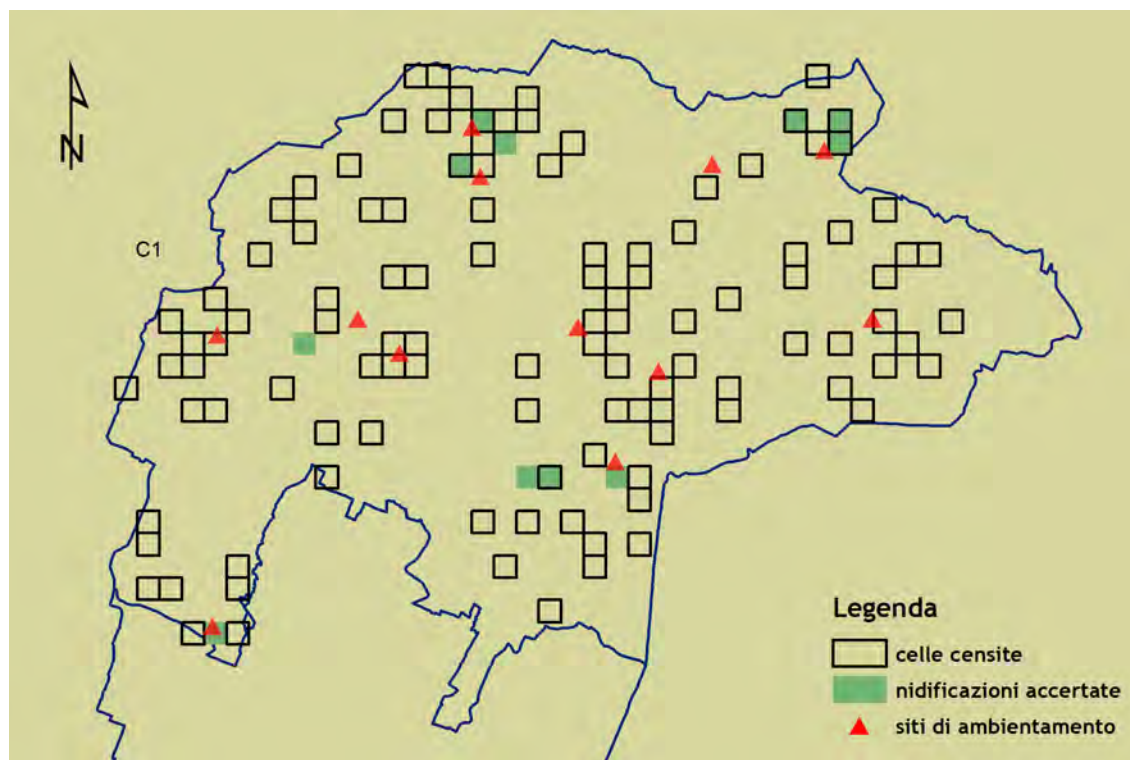 N
C1
Legenda
celle censite
nidificazioni accertate
siti di ambientamento